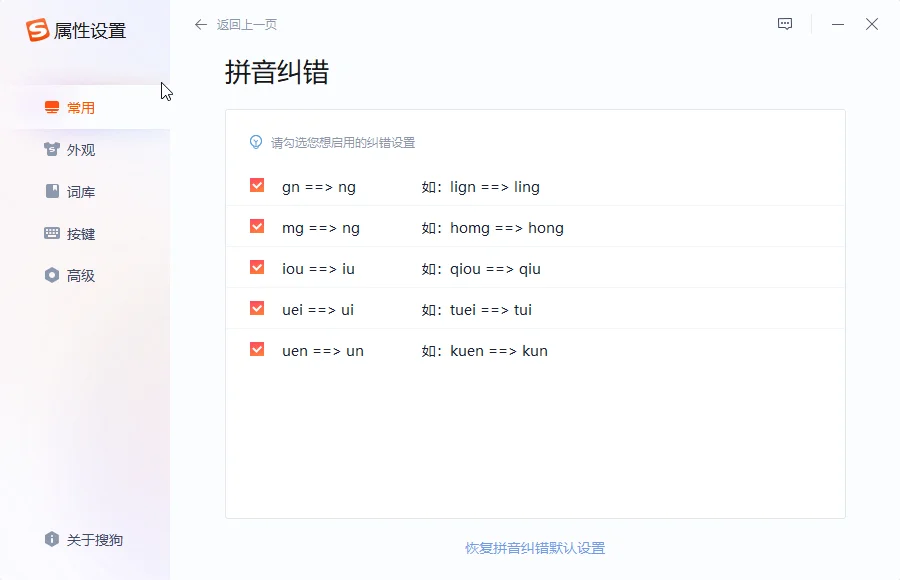 属性设置
返回上一页
常用
外观
词库
按键
高级
关于搜狗
拼音纠错
请勾选您想启用的纠错设置
gn ==> ng 如：lign ==> ling
mg ==> ng 如：homg ==> hong
iou ==> iu 如：qiou ==> qiu
uei ==> ui 如：tuei ==> tui
uen ==> un 如：kuen ==> kun
恢复拼音纠错默认设置